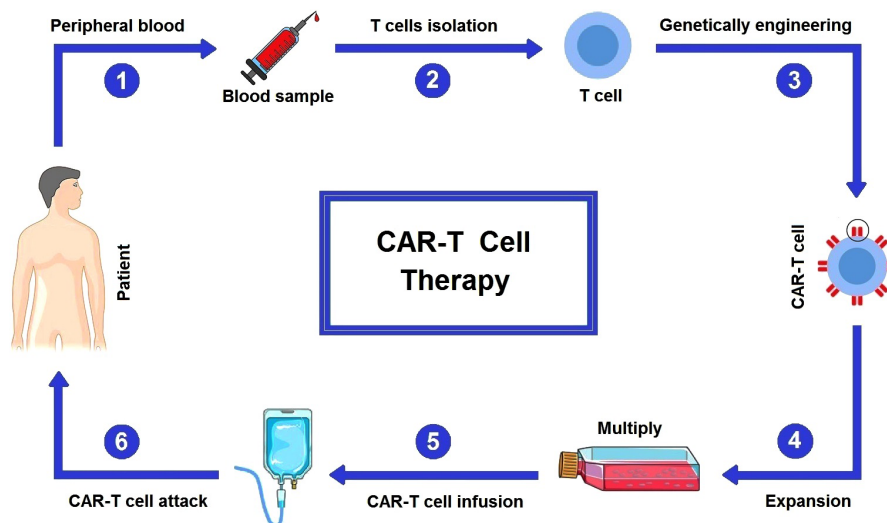 Peripheral blood
1
Blood sample
T cells isolation
2
T cell
Genetically engineering
3
CAR-T cell
Patient
CAR-T Cell
Therapy
4
Expansion
Multiply
5
CAR-T cell infusion
6
CAR-T cell attack